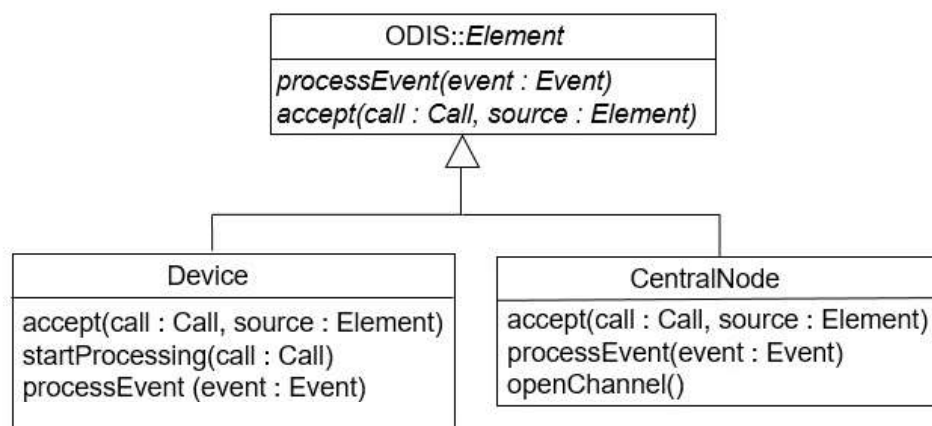 ODIS::Element
processEvent(event : Event)
accept(call : Call, source : Element)
Device
accept(call : Call, source : Element)
startProcessing(call : Call)
processEvent (event : Event)
CentralNode
accept(call : Call, source : Element)
processEvent(event : Event)
openChannel()